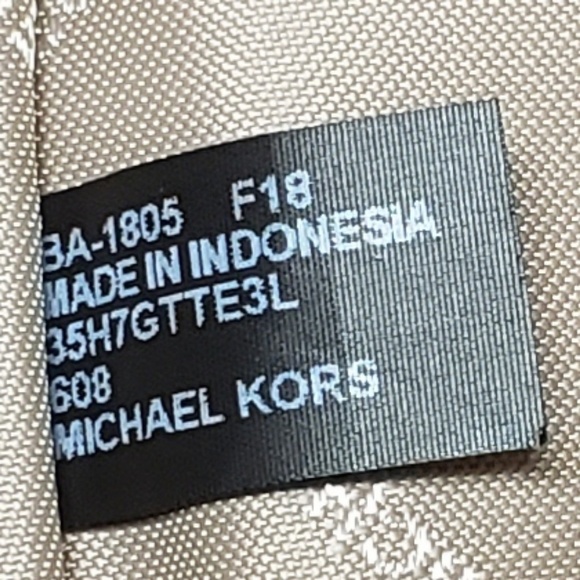 BA-1805 F18
MADE IN INDONESIA
35H7GTTE3L
608
MICHAEL KORS